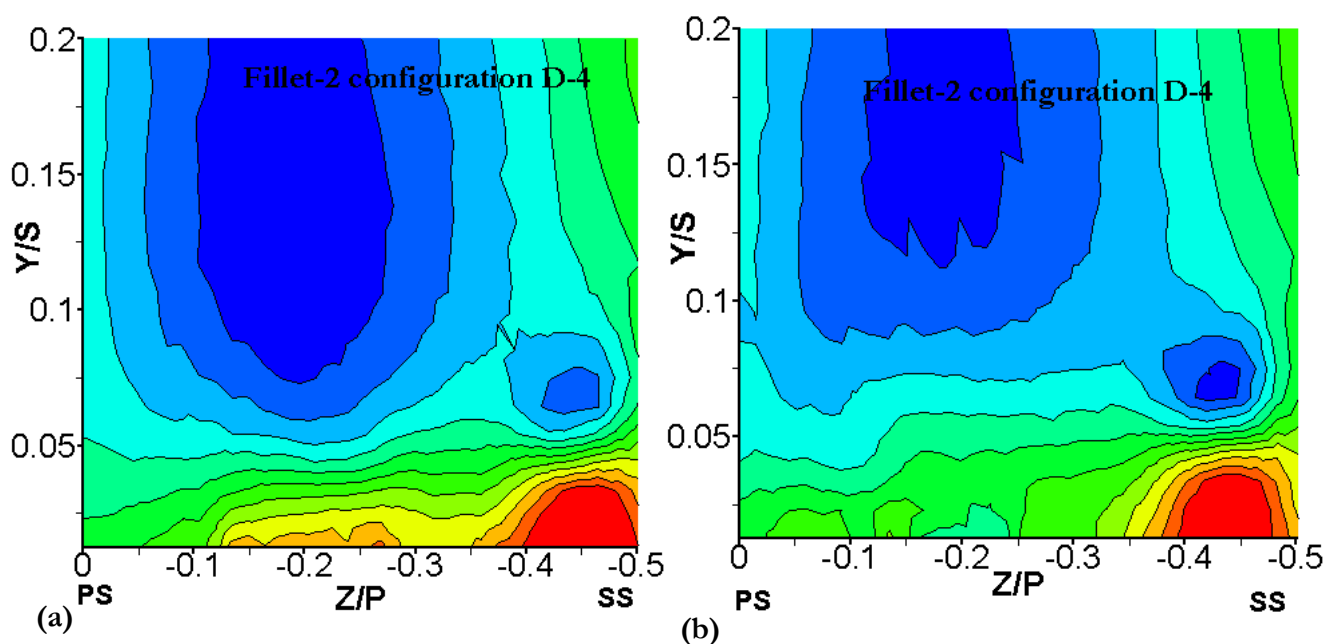 Fillet-2 configuration D-4
0.2
0.15
0.1
0.05
Y/S
0 -0.1 -0.2 -0.3 -0.4 -0.5
PS Z/P SS
(a)
Fillet-2 configuration D-4
0.2
0.15
0.1
0.05
Y/S
0 -0.1 -0.2 -0.3 -0.4 -0.5
PS Z/P SS
(b)